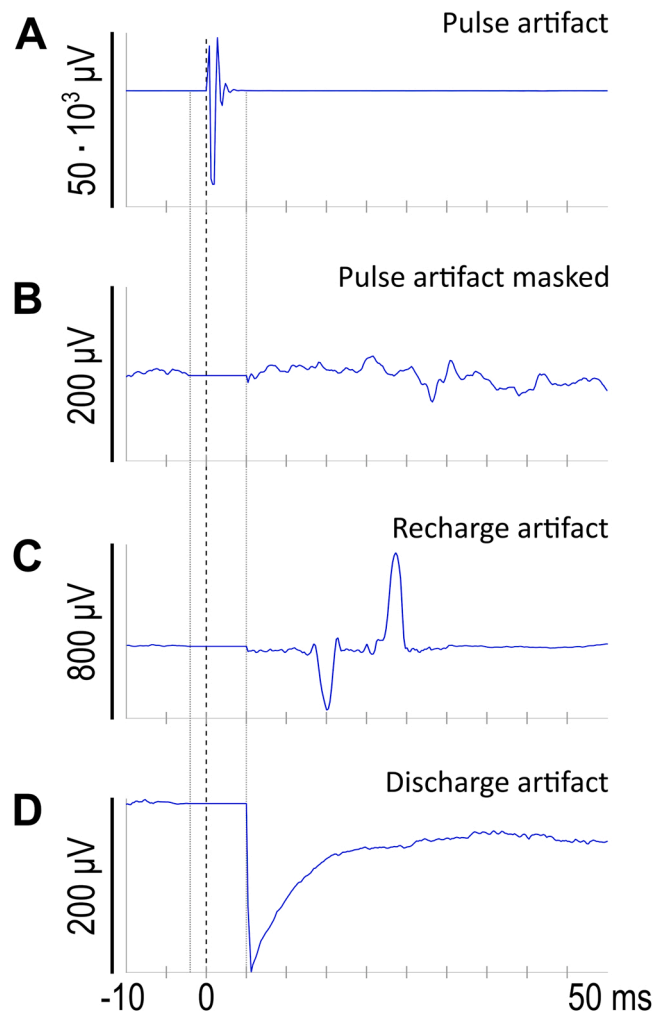 A
Pulse artifact
50 · 10³ µV
B
Pulse artifact masked
200 µV
C
Recharge artifact
800 µV
D
Discharge artifact
200 µV
-10 0 50 ms